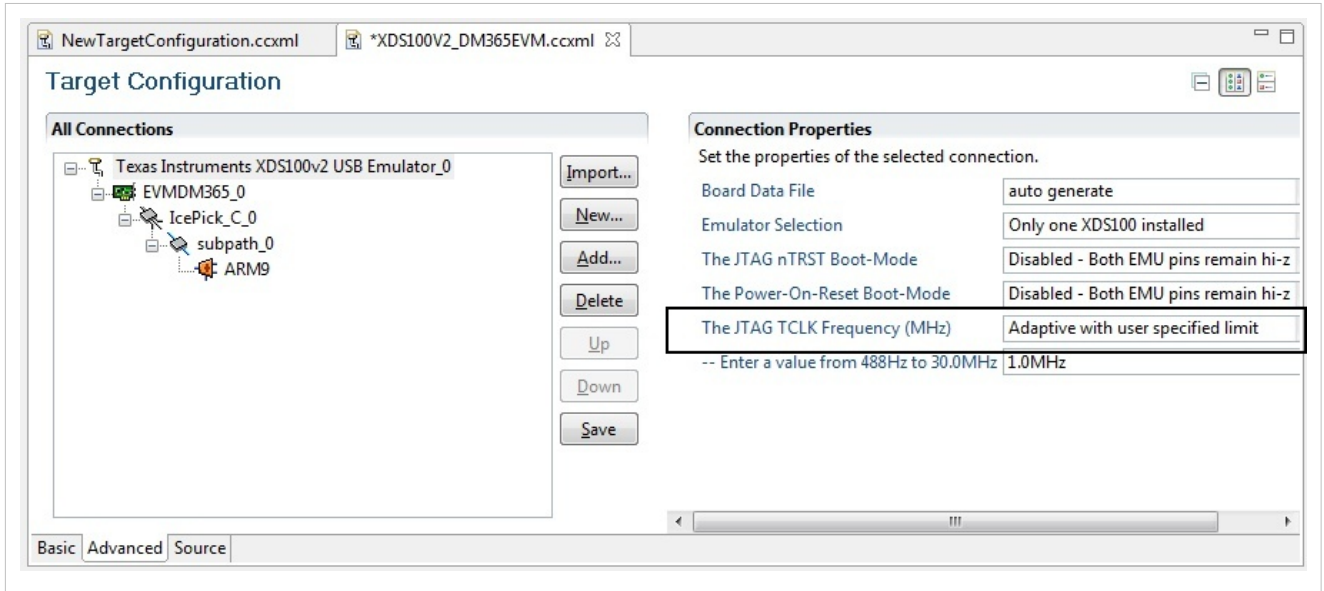 NewTargetConfiguration.ccxml
*XDS100V2_DM365EVM.ccxml
Target Configuration
All Connections
Texas Instruments XDS100v2 USB Emulator_0
EVMDM365_0
IcePick_C_0
subpath_0
ARM9
Import...
New...
Add...
Delete
Up
Down
Save
Connection Properties
Set the properties of the selected connection.
Board Data File auto generate
Emulator Selection Only one XDS100 installed
The JTAG nTRST Boot-Mode Disabled - Both EMU pins remain hi-z
The Power-On-Reset Boot-Mode Disabled - Both EMU pins remain hi-z
The JTAG TCLK Frequency (MHz) Adaptive with user specified limit
-- Enter a value from 488Hz to 30.0MHz 1.0MHz
Basic Advanced Source